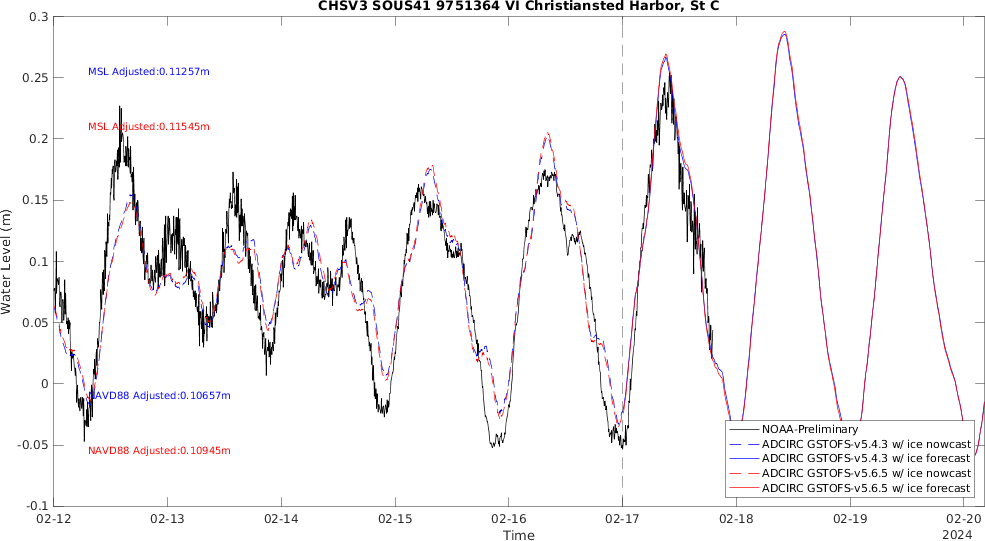 CHSV3 SOUS41 9751364 VI Christiansted Harbor, St C
0.3
0.25
0.2
0.15
0.1
0.05
0
-0.05
-0.1
Water Level (m)
MSL Adjusted:0.11257m
MSL Adjusted:0.11545m
NAVD88 Adjusted:0.10657m
NAVD88 Adjusted:0.10945m
NOAA-Preliminary
ADCIRC GSTOFS-v5.4.3 w/ ice nowcast
ADCIRC GSTOFS-v5.4.3 w/ ice forecast
ADCIRC GSTOFS-v5.6.5 w/ ice nowcast
ADCIRC GSTOFS-v5.6.5 w/ ice forecast
02-12 02-13 02-14 02-15 02-16 02-17 02-18 02-19 02-20
Time
2024